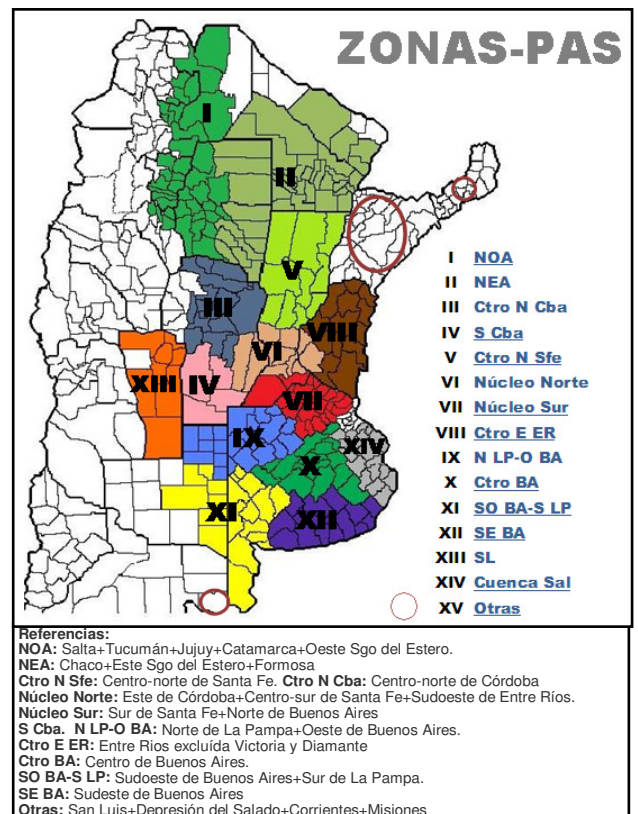 ZONAS-PAS
I
II
III
V
VI
VIII
XIII
IV
VII
IX
XIV
X
XI
XII
I NOA
II NEA
III Ctro N Cba
IV S Cba
V Ctro N Sfe
VI Núcleo Norte
VII Núcleo Sur
VIII Ctro E ER
IX N LP-O BA
X Ctro BA
XI SO BA-S LP
XII SE BA
XIII SL
XIV Cuenca Sal
XV Otras
Referencias:
NOA: Salta+Tucumán+Jujuy+Catamarca+Oeste Sgo del Estero.
NEA: Chaco+Este Sgo del Estero+Formosa
Ctro N Sfe: Centro-norte de Santa Fe. Ctro N Cba: Centro-norte de Córdoba
Núcleo Norte: Este de Córdoba+Centro-sur de Santa Fe+Sudoeste de Entre Ríos.
Núcleo Sur: Sur de Santa Fe+Norte de Buenos Aires
S Cba. N LP-O BA: Norte de La Pampa+Oeste de Buenos Aires.
Ctro E ER: Entre Rios excluída Victoria y Diamante
Ctro BA: Centro de Buenos Aires.
SO BA-S LP: Sudoeste de Buenos Aires+Sur de La Pampa.
SE BA: Sudeste de Buenos Aires
Otras: San Luis+Depresión del Salado+Corrientes+Misiones